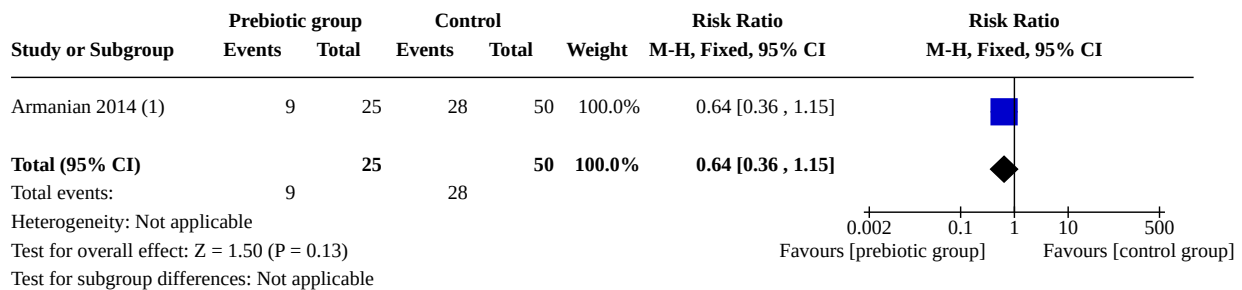 Prebiotic group Control Risk Ratio Risk Ratio
Study or Subgroup Events Total Events Total Weight M-H, Fixed, 95% CI M-H, Fixed, 95% CI
Armanian 2014 (1) 9 25 28 50 100.0% 0.64 [0.36 , 1.15]
Total (95% CI) 25 50 100.0% 0.64 [0.36 , 1.15]
Total events: 9 28
Heterogeneity: Not applicable
0.002 0.1 1 10 500
Test for overall effect: Z = 1.50 (P = 0.13) Favours [prebiotic group] Favours [control group]
Test for subgroup differences: Not applicable